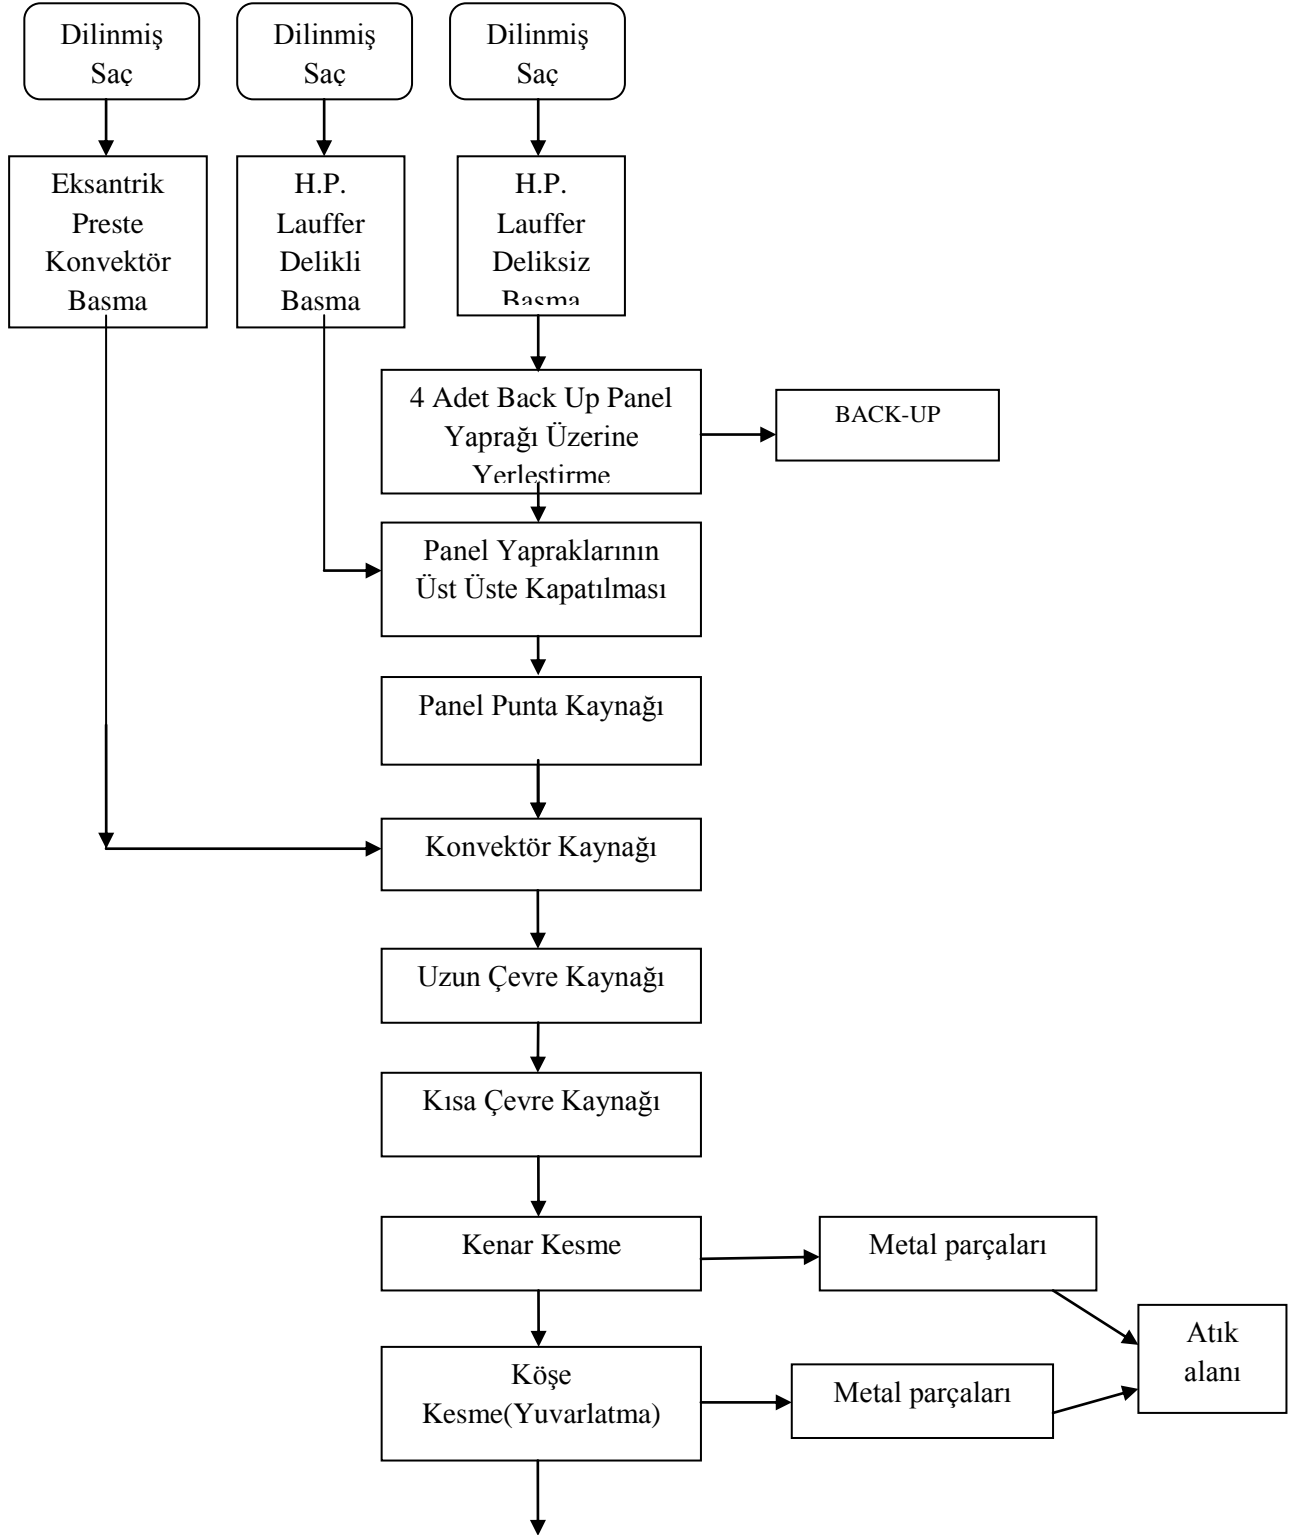 Dilinmiş
Saç
Dilinmiş
Saç
Dilinmiş
Saç
Eksantrik
Preste
Konvektör
Basma
H.P.
Lauffer
Delikli
Basma
H.P.
Lauffer
Deliksiz
Basma
4 Adet Back Up Panel
Yaprağı Üzerine
Yerleştirme
BACK-UP
Panel Yapraklarının
Üst Üste Kapatılması
Panel Punta Kaynağı
Konvektör Kaynağı
Uzun Çevre Kaynağı
Kısa Çevre Kaynağı
Kenar Kesme
Metal parçaları
Atık
alanı
Köşe
Kesme(Yuvarlatma)
Metal parçaları